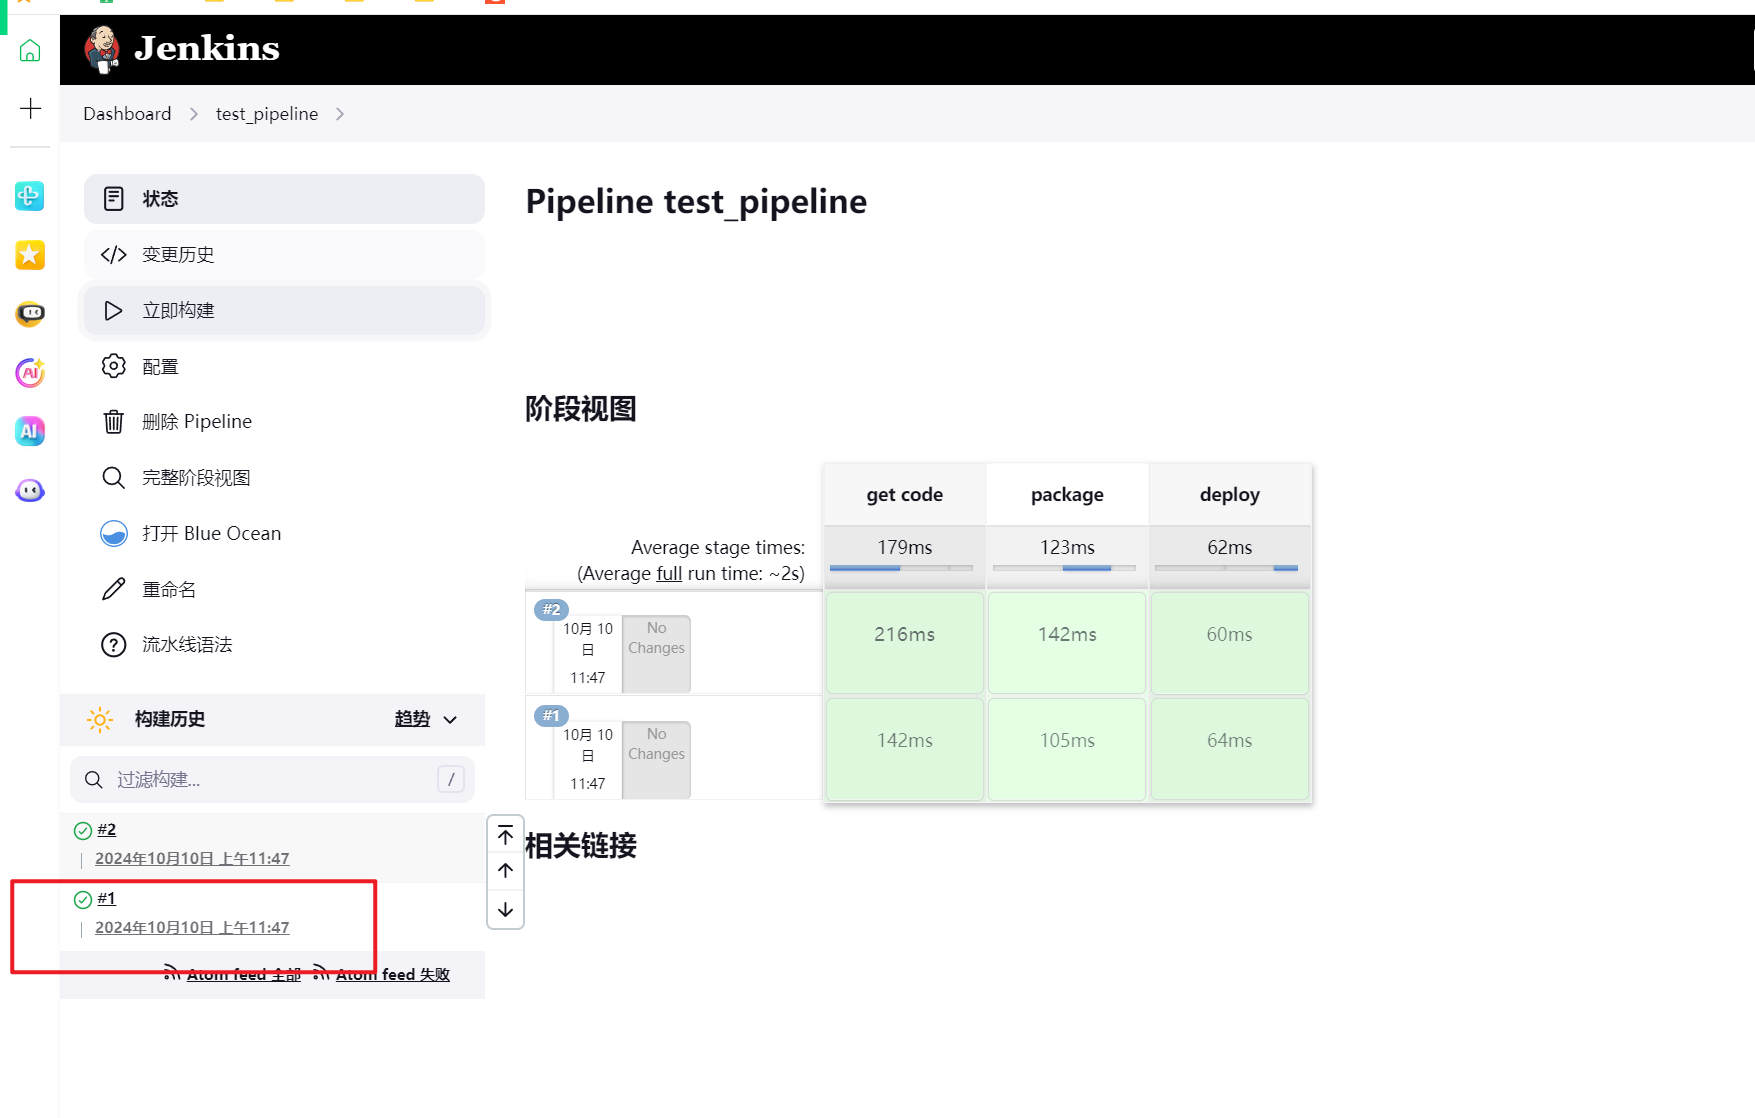 Jenkins
Dashboard
test_pipeline
状态
变更历史
立即构建
配置
删除 Pipeline
完整阶段视图
打开 Blue Ocean
重命名
流水线语法
构建历史
趋势
过滤构建...
/
#2
2024年10月10日 上午11:47
#1
2024年10月10日 上午11:47
Atom feed 全部
Atom feed 失败
Pipeline test_pipeline
阶段视图
get code
package
deploy
Average stage times:
(Average full run time: ~2s)
179ms
123ms
62ms
#2
10月 10
日
11:47
No
Changes
216ms
142ms
60ms
#1
10月 10
日
11:47
No
Changes
142ms
105ms
64ms
相关链接
AI
AI